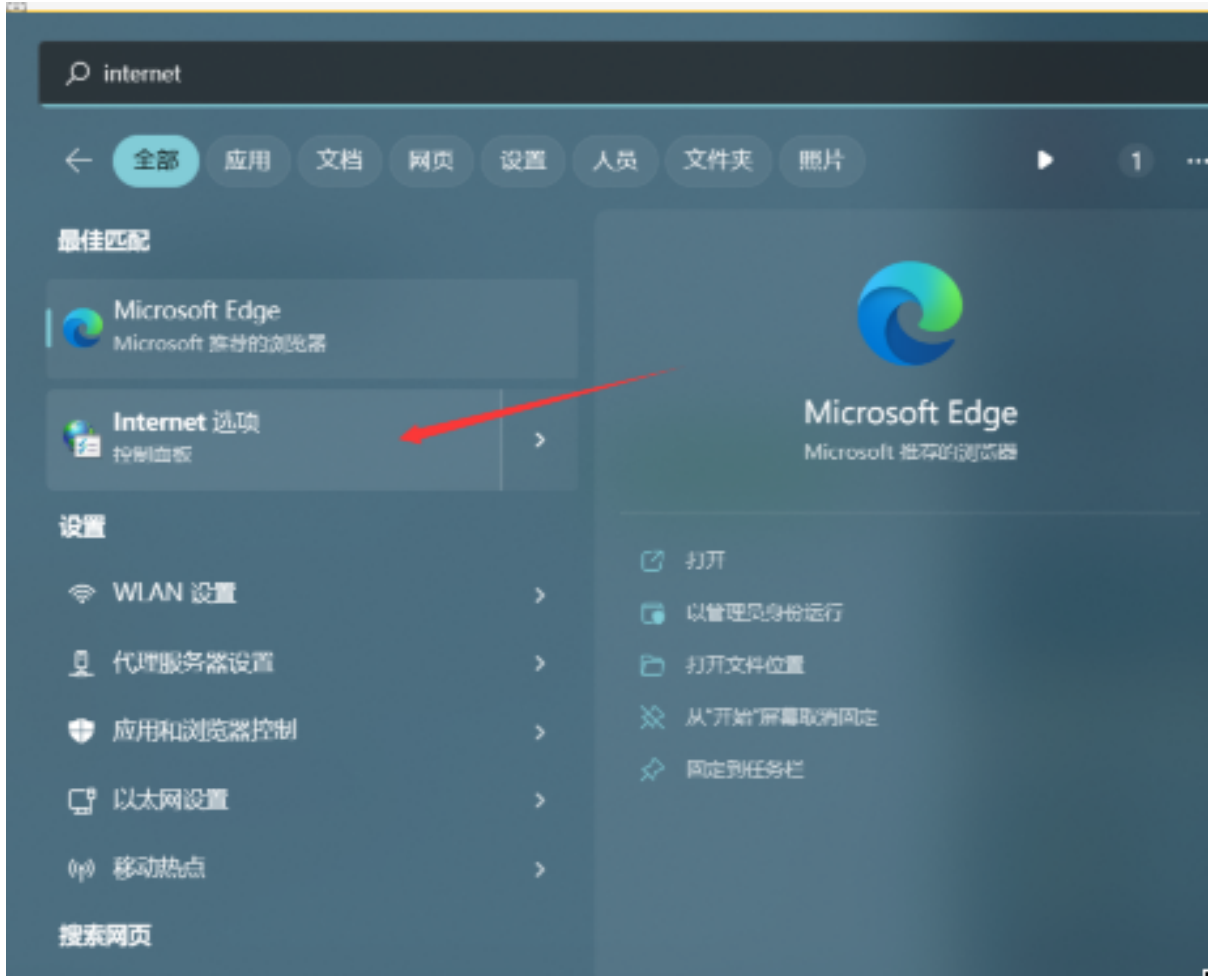 internet
全部 应用 文档 网页 设置 人员 文件夹 照片 1 ...
最佳匹配
Microsoft Edge
Microsoft 推荐的浏览器
Internet 选项
控制面板
设置
WLAN 设置
代理服务器设置
应用和浏览器控制
以太网设置
移动热点
搜索网页
Microsoft Edge
Microsoft 推荐的浏览器
打开
以管理员身份运行
打开文件位置
从"开始"屏幕取消固定
固定到任务栏